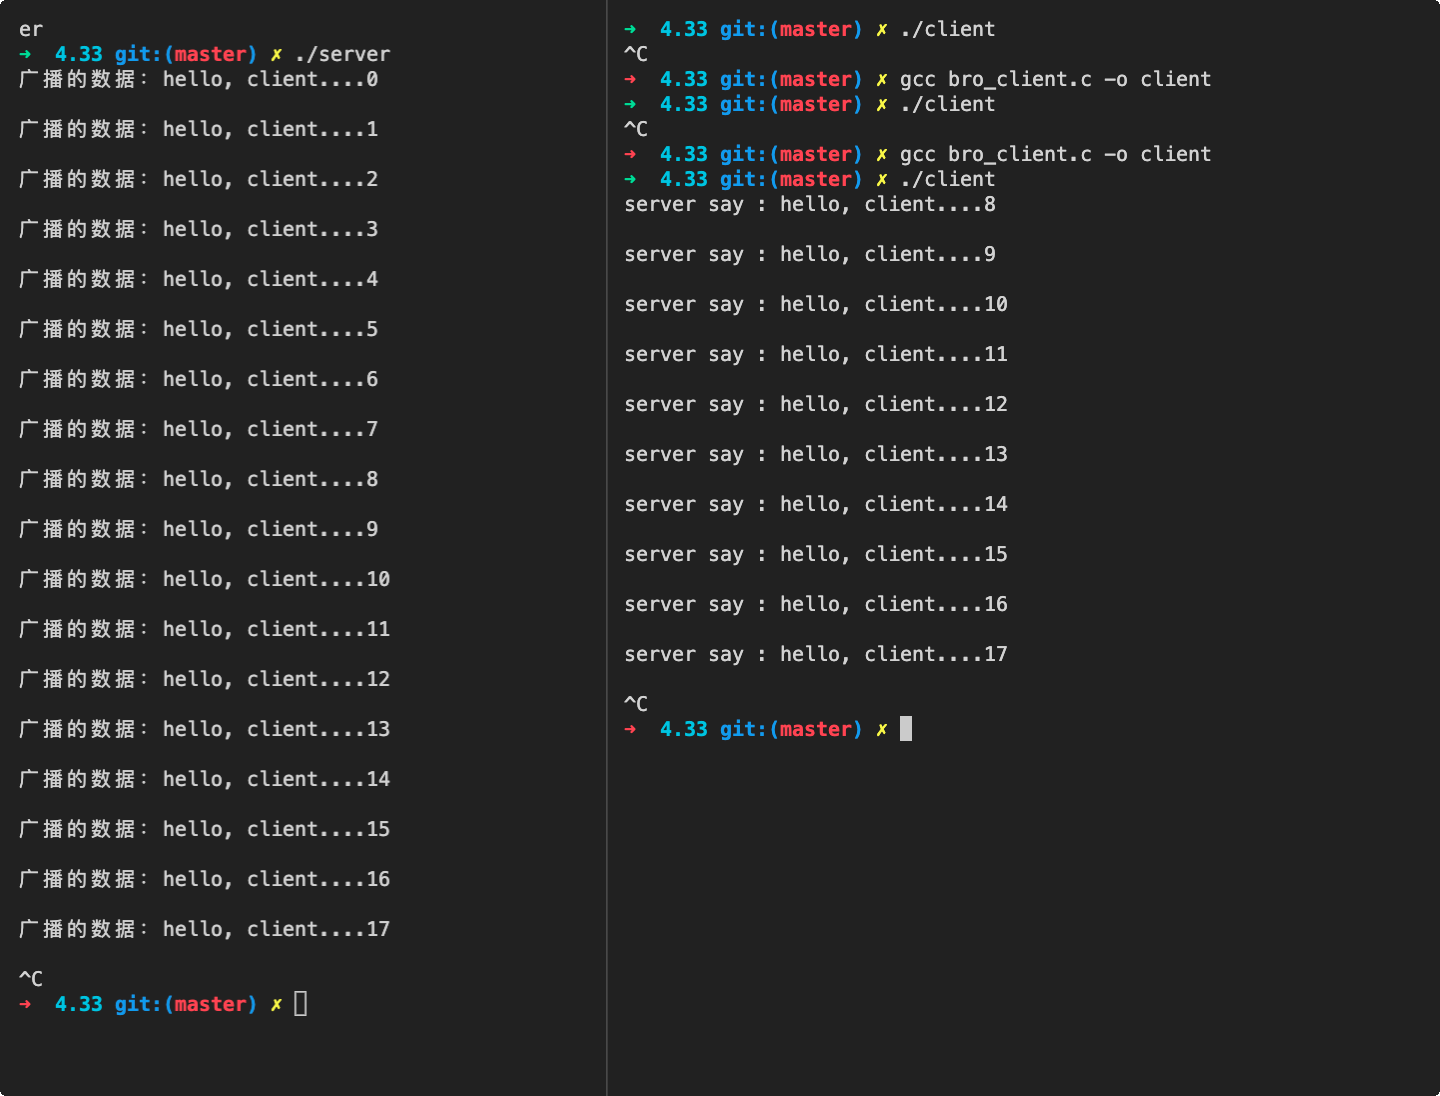 er
➜  4.33 git:(master) ✗ ./server
广播的数据：hello, client....0
广播的数据：hello, client....1
广播的数据：hello, client....2
广播的数据：hello, client....3
广播的数据：hello, client....4
广播的数据：hello, client....5
广播的数据：hello, client....6
广播的数据：hello, client....7
广播的数据：hello, client....8
广播的数据：hello, client....9
广播的数据：hello, client....10
广播的数据：hello, client....11
广播的数据：hello, client....12
广播的数据：hello, client....13
广播的数据：hello, client....14
广播的数据：hello, client....15
广播的数据：hello, client....16
广播的数据：hello, client....17
^C
➜  4.33 git:(master) ✗
➜  4.33 git:(master) ✗ ./client
^C
➜  4.33 git:(master) ✗ gcc bro_client.c -o client
➜  4.33 git:(master) ✗ ./client
^C
➜  4.33 git:(master) ✗ gcc bro_client.c -o client
➜  4.33 git:(master) ✗ ./client
server say : hello, client....8
server say : hello, client....9
server say : hello, client....10
server say : hello, client....11
server say : hello, client....12
server say : hello, client....13
server say : hello, client....14
server say : hello, client....15
server say : hello, client....16
server say : hello, client....17
^C
➜  4.33 git:(master) ✗